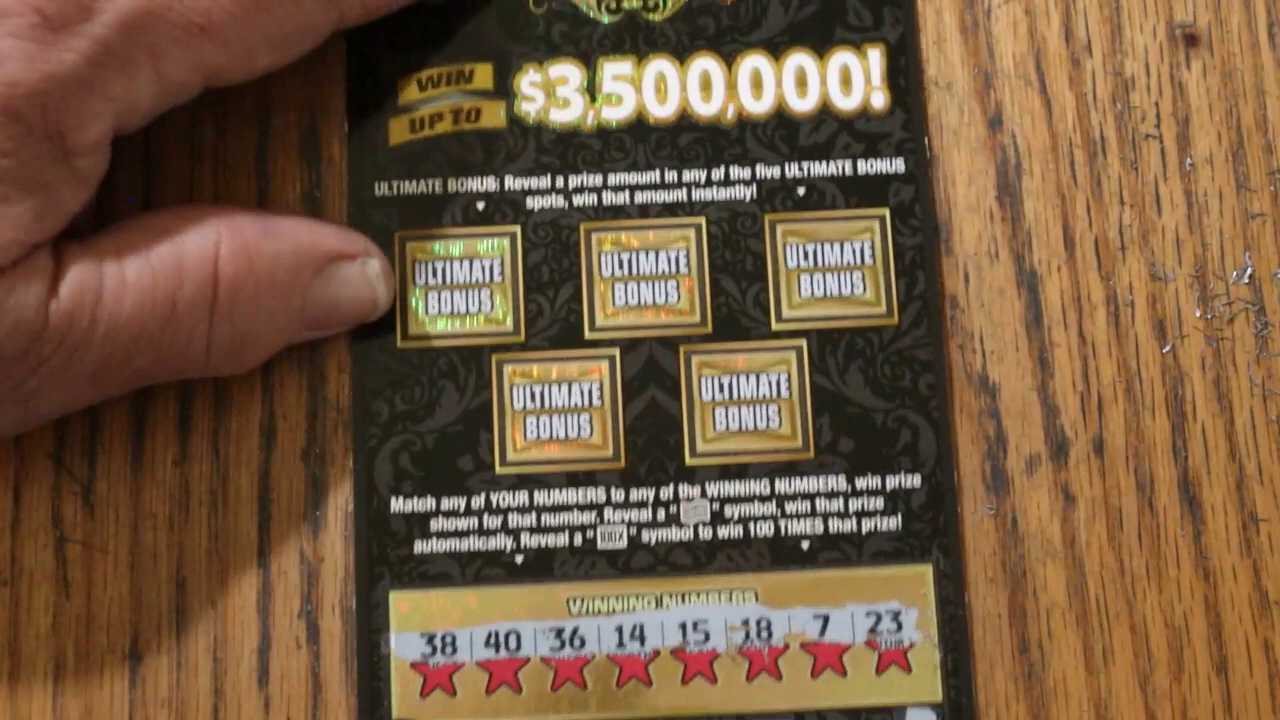 WIN
UP TO
$3,500,000!
ULTIMATE BONUS: Reveal a prize amount in any of the five ULTIMATE BONUS
spots, win that amount instantly!
ULTIMATE
BONUS
ULTIMATE
BONUS
ULTIMATE
BONUS
ULTIMATE
BONUS
ULTIMATE
BONUS
Match any of YOUR NUMBERS to any of the WINNING NUMBERS, win prize
shown for that number. Reveal a " " symbol, win that prize
automatically. Reveal a " 100X " symbol to win 100 TIMES that prize!
WINNING NUMBERS
38 40 36 14 15 18 7 23